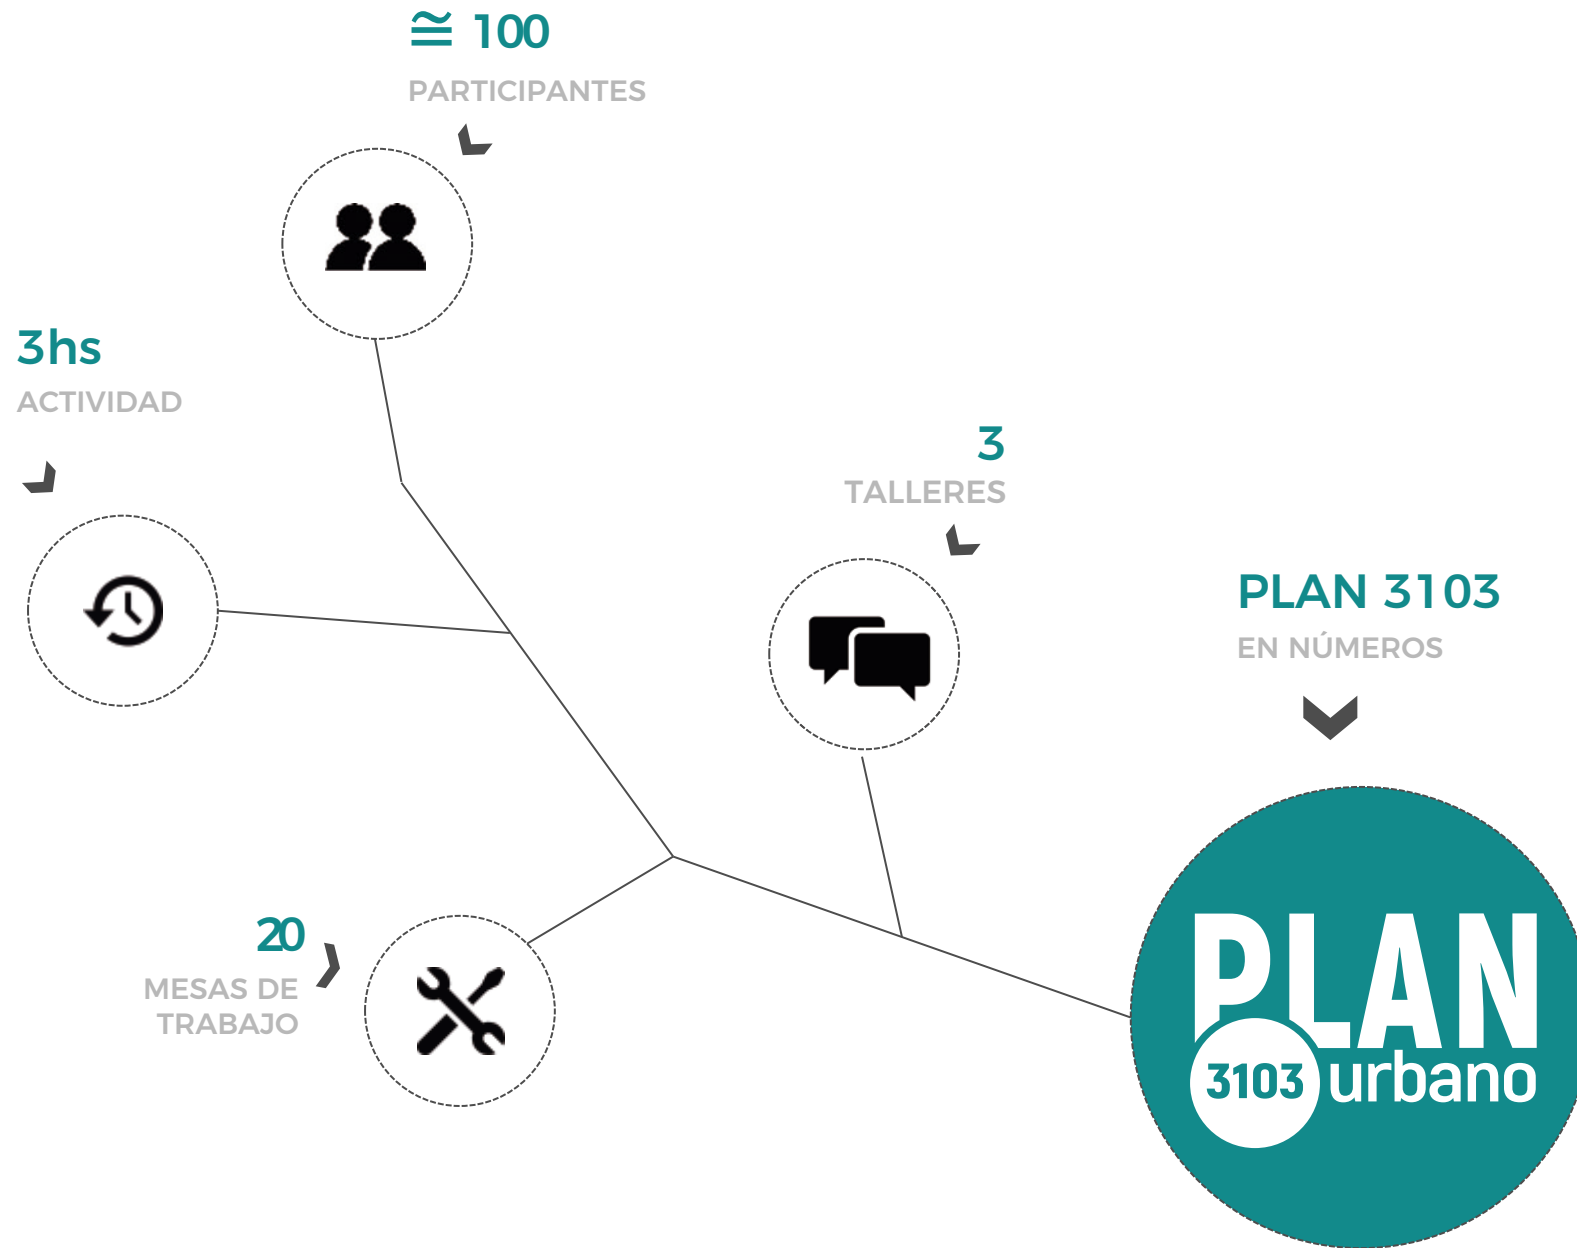 ≅ 100
PARTICIPANTES
3hs
ACTIVIDAD
3
TALLERES
PLAN 3103
EN NÚMEROS
20
MESAS DE
TRABAJO
PLAN
3103 urbano